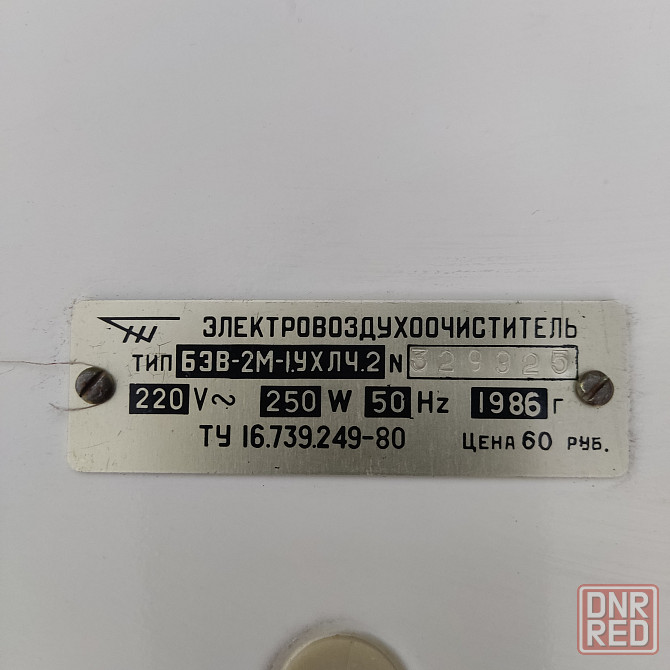 ЭЛЕКТРОВОЗДУХООЧИСТИТЕЛЬ
ТИП БЭВ-2М-1.УХЛЧ.2 N 329925
220 V~ 250 W 50 Hz 1986 г
ТУ 16.739.249-80 ЦЕНА 60 РУБ.
DNR
RED